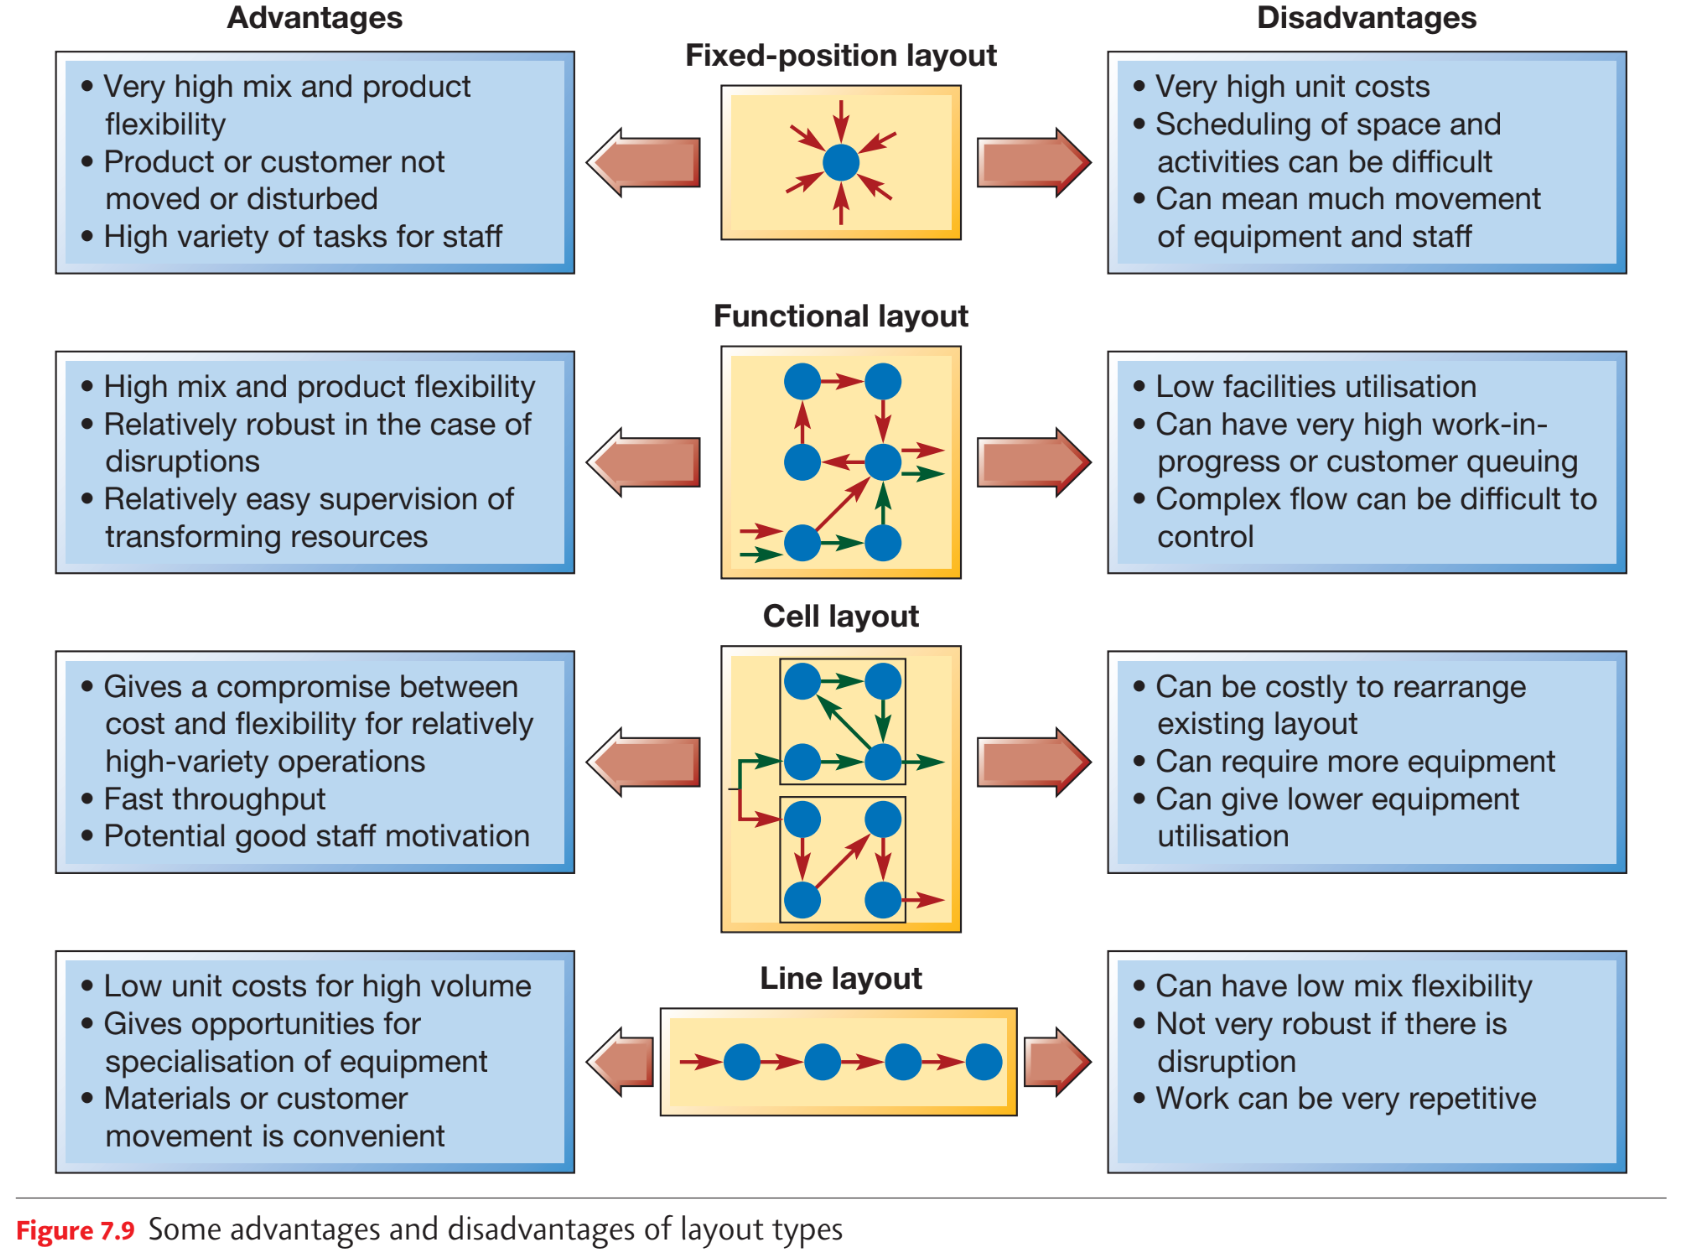 Advantages
Disadvantages
Fixed-position layout
• Very high mix and product
flexibility
• Product or customer not
moved or disturbed
• High variety of tasks for staff
• Very high unit costs
• Scheduling of space and
activities can be difficult
• Can mean much movement
of equipment and staff
Functional layout
• High mix and product flexibility
• Relatively robust in the case of
disruptions
• Relatively easy supervision of
transforming resources
• Low facilities utilisation
• Can have very high work-in-
progress or customer queuing
• Complex flow can be difficult to
control
Cell layout
• Gives a compromise between
cost and flexibility for relatively
high-variety operations
• Fast throughput
• Potential good staff motivation
• Can be costly to rearrange
existing layout
• Can require more equipment
• Can give lower equipment
utilisation
Line layout
• Low unit costs for high volume
• Gives opportunities for
specialisation of equipment
• Materials or customer
movement is convenient
• Can have low mix flexibility
• Not very robust if there is
disruption
• Work can be very repetitive
Figure 7.9 Some advantages and disadvantages of layout types